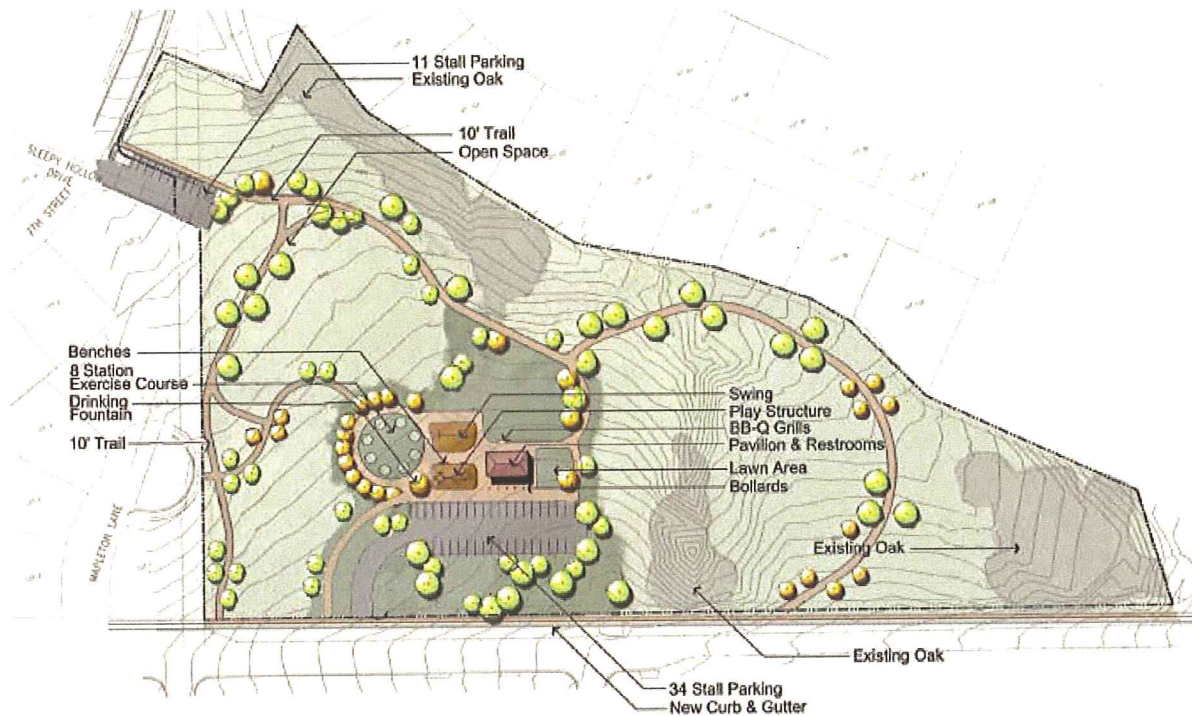 11 Stall Parking
Existing Oak
10' Trail
Open Space
SLEEPY HOLLOW
DRIVE
7TH STREET
Benches
8 Station
Exercise Course
Drinking
Fountain
10' Trail
MAPLETON LANE
Swing
Play Structure
BB-Q Grills
Pavilion & Restrooms
Lawn Area
Bollards
Existing Oak
Existing Oak
34 Stall Parking
New Curb & Gutter